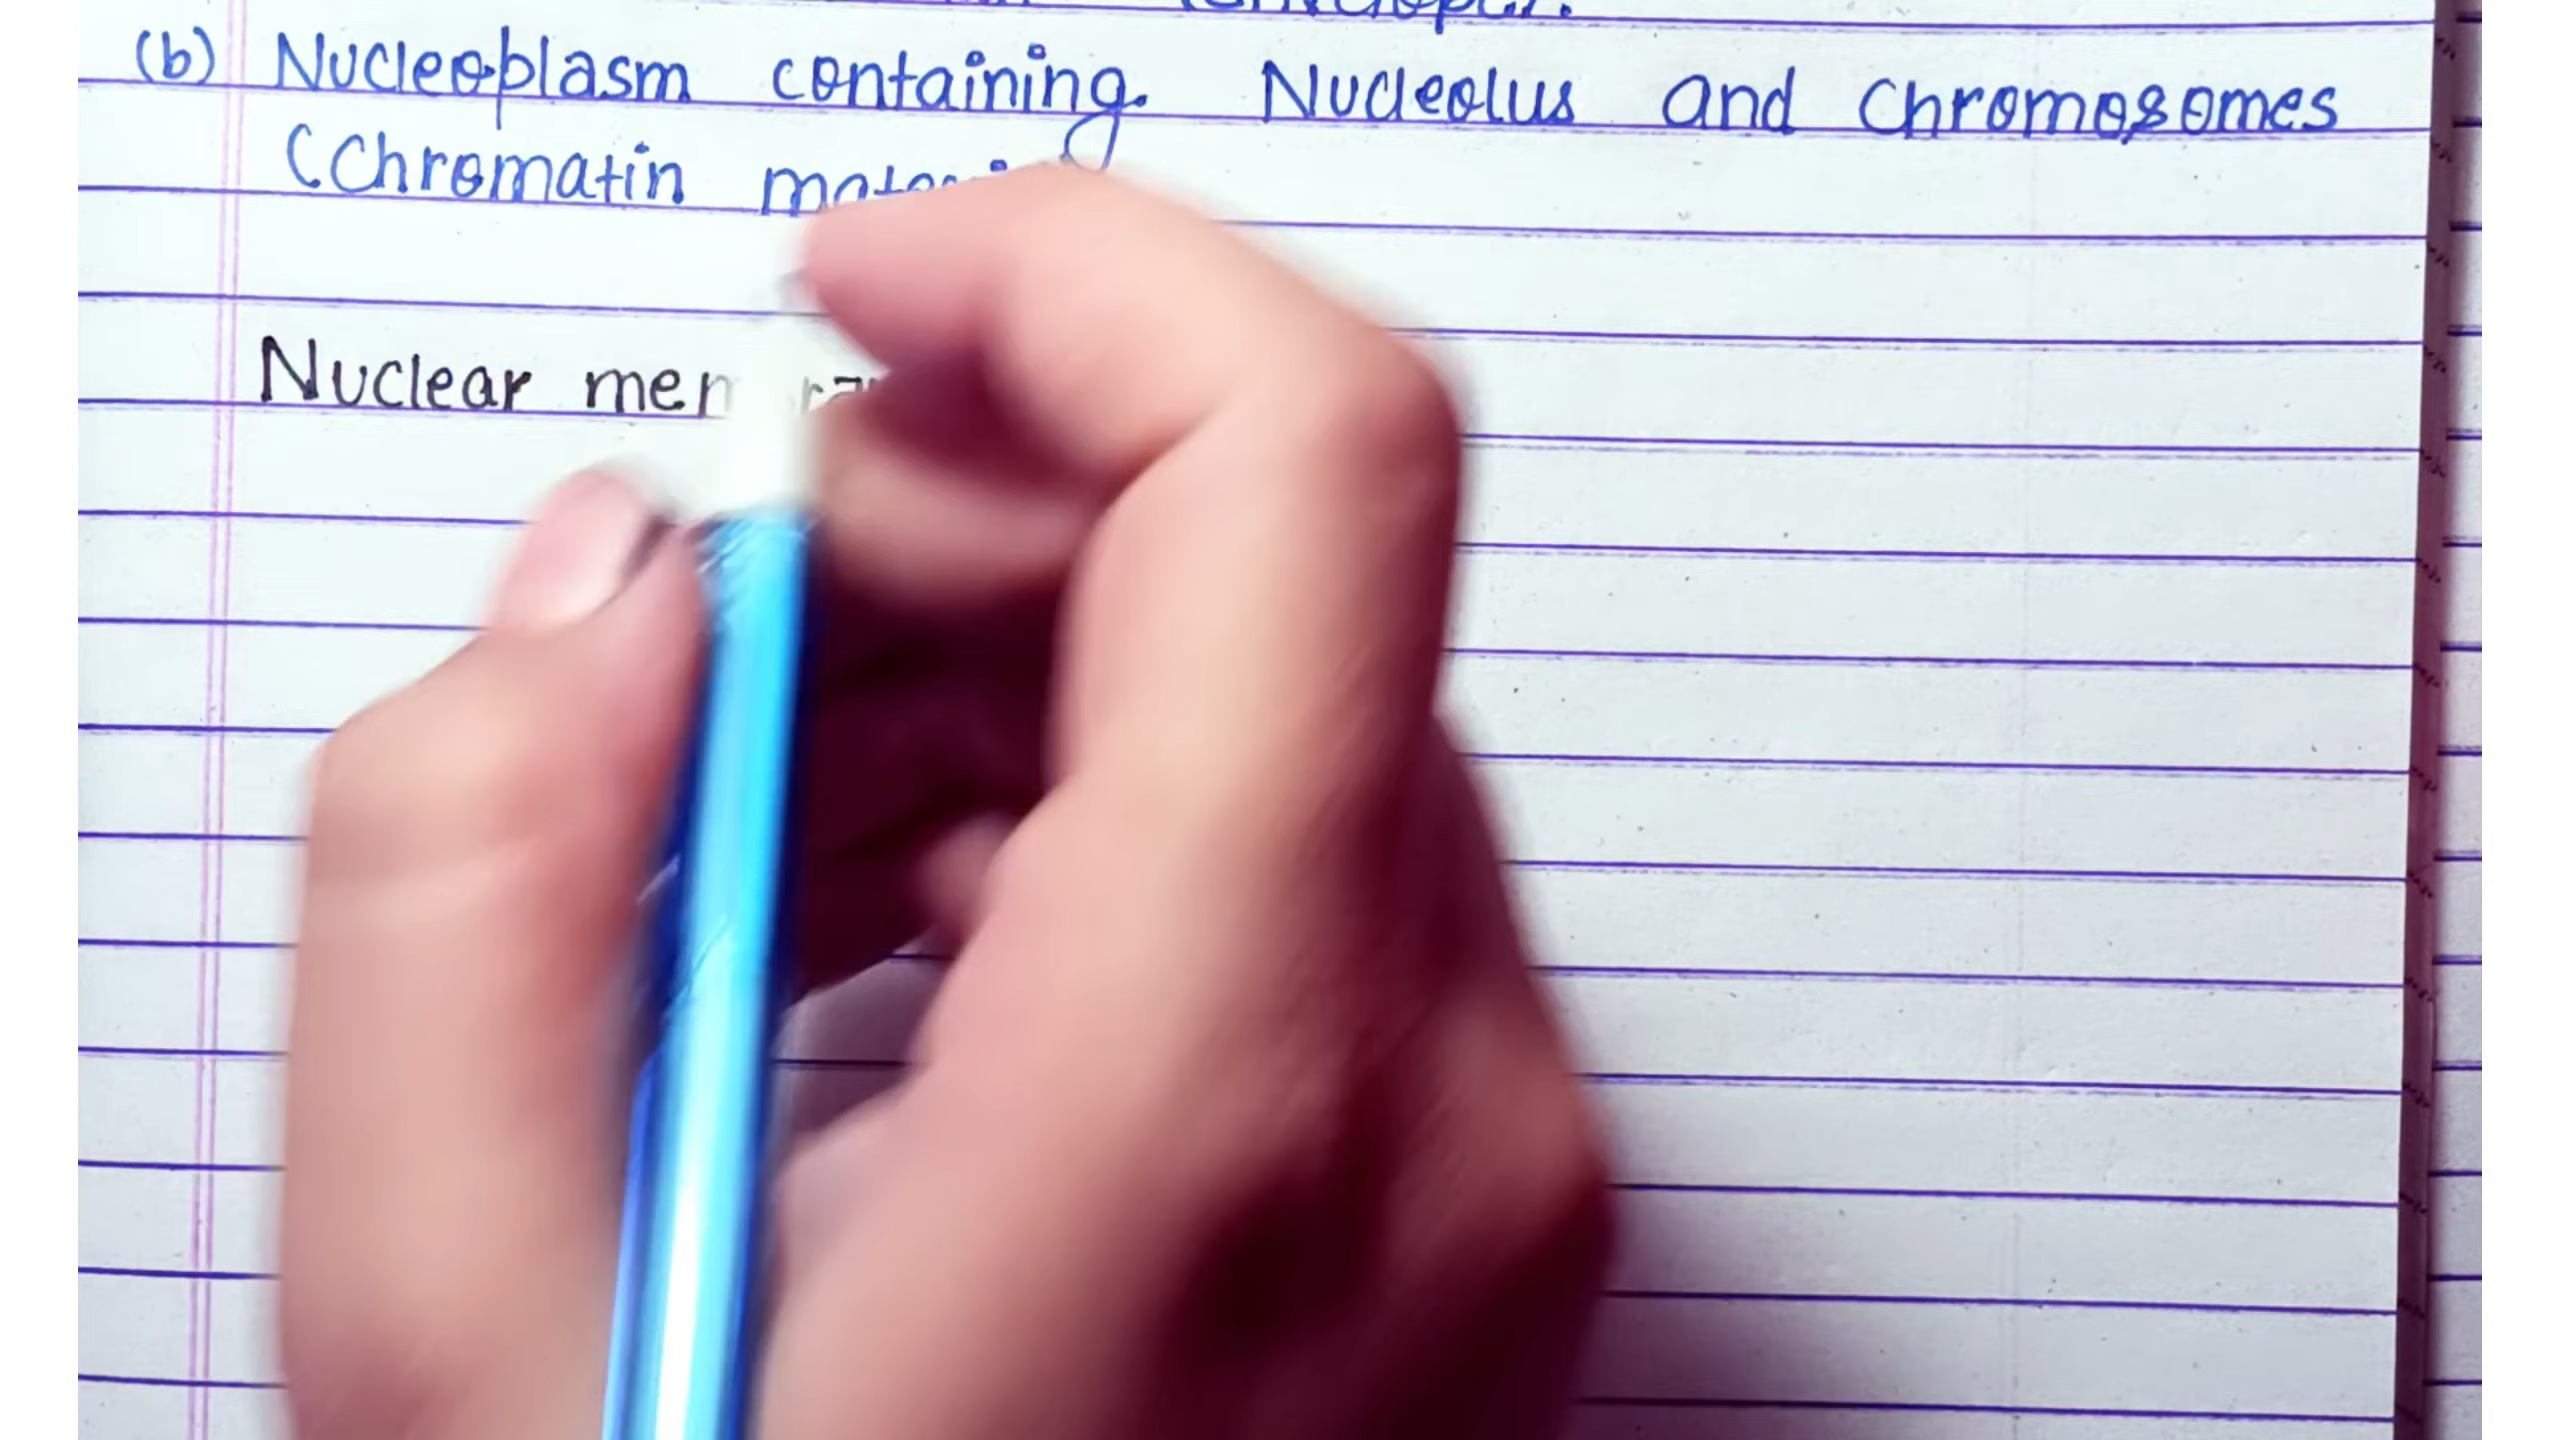 (b) Nucleoplasm containing Nucleolus and Chromosomes
(Chromatin
Nuclear